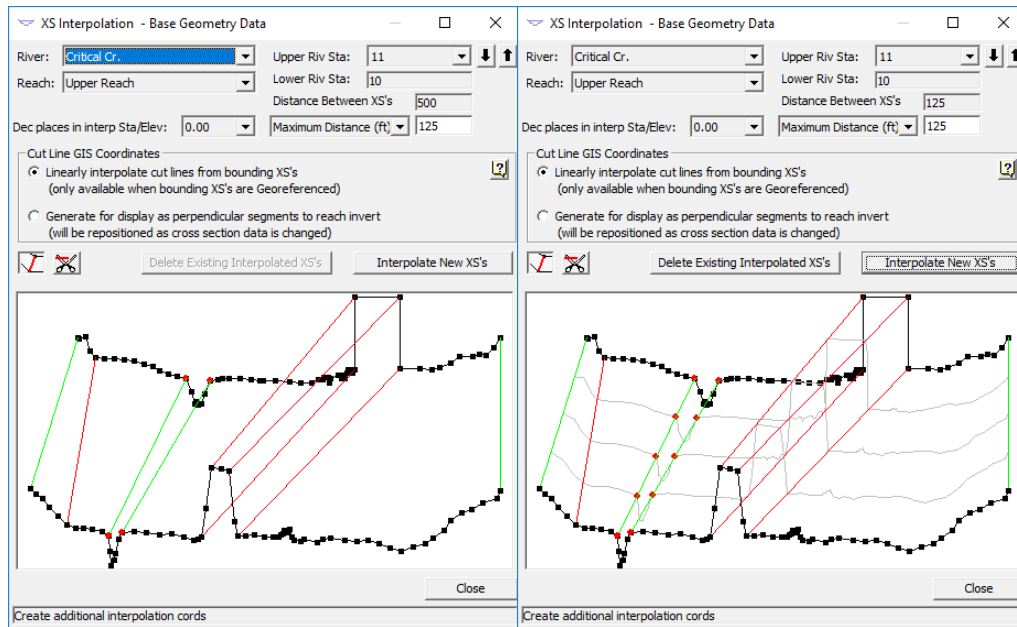 XS Interpolation - Base Geometry Data
River: Critical Cr. Upper Riv Sta: 11
Reach: Upper Reach Lower Riv Sta: 10
Distance Between XS's 500
Dec places in interp Sta/Elev: 0.00 Maximum Distance (ft) 125
Cut Line GIS Coordinates
Linearly interpolate cut lines from bounding XS's
(only available when bounding XS's are Georeferenced)
Generate for display as perpendicular segments to reach invert
(will be repositioned as cross section data is changed)
Delete Existing Interpolated XS's Interpolate New XS's
Close
Create additional interpolation cords
XS Interpolation - Base Geometry Data
River: Critical Cr. Upper Riv Sta: 11
Reach: Upper Reach Lower Riv Sta: 10
Distance Between XS's 125
Dec places in interp Sta/Elev: 0.00 Maximum Distance (ft) 125
Cut Line GIS Coordinates
Linearly interpolate cut lines from bounding XS's
(only available when bounding XS's are Georeferenced)
Generate for display as perpendicular segments to reach invert
(will be repositioned as cross section data is changed)
Delete Existing Interpolated XS's Interpolate New XS's
Close
Create additional interpolation cords